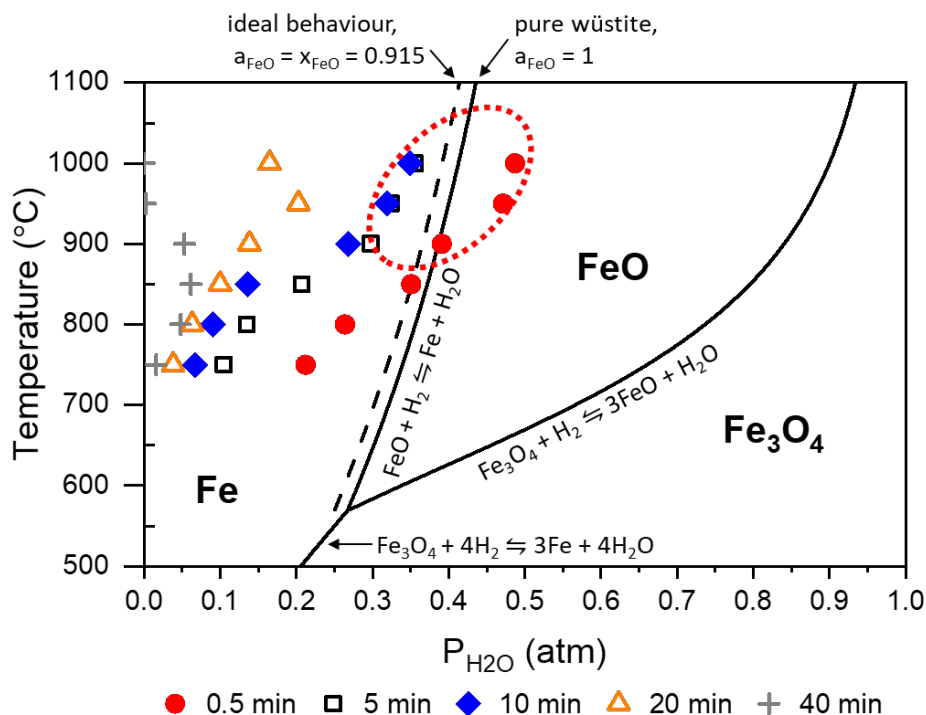 ideal behaviour,
a_FeO = x_FeO = 0.915
pure wüstite,
a_FeO = 1
Temperature (°C)
1100
1000
900
800
700
600
500
FeO + H₂ ⇋ Fe + H₂O
FeO
Fe₃O₄ + H₂ ⇋ 3FeO + H₂O
Fe₃O₄
Fe
Fe₃O₄ + 4H₂ ⇋ 3Fe + 4H₂O
0.0 0.1 0.2 0.3 0.4 0.5 0.6 0.7 0.8 0.9 1.0
P_H2O (atm)
0.5 min 5 min 10 min 20 min 40 min